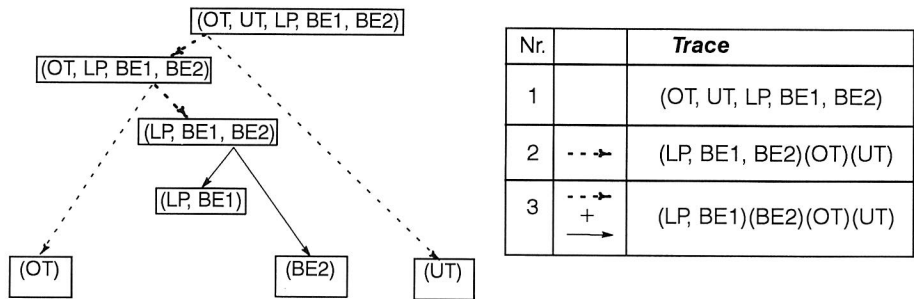 (OT, UT, LP, BE1, BE2)
(OT, LP, BE1, BE2)
(LP, BE1, BE2)
(LP, BE1)
(OT)
(BE2)
(UT)
Nr. Trace
1 (OT, UT, LP, BE1, BE2)
2 (LP, BE1, BE2)(OT)(UT)
3 + (LP, BE1)(BE2)(OT)(UT)